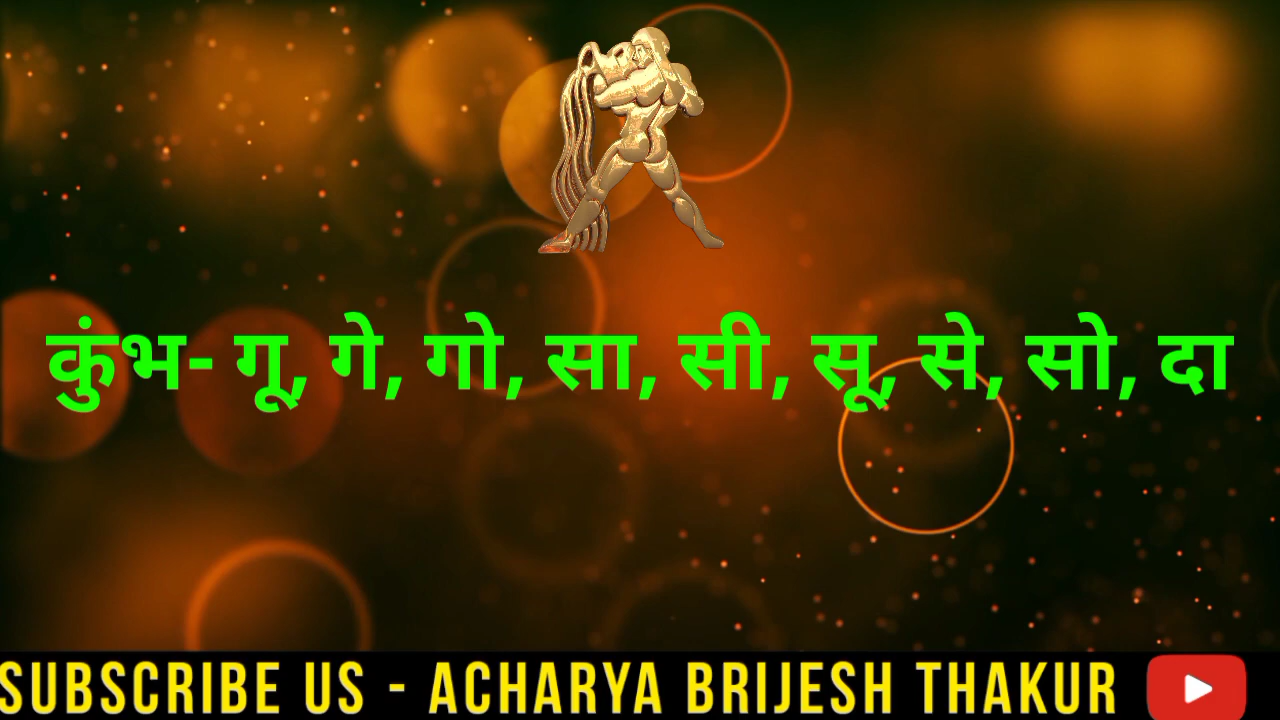 कुंभ- गू, गे, गो, सा, सी, सू, से, सो, दा
SUBSCRIBE US - ACHARYA BRIJESH THAKUR